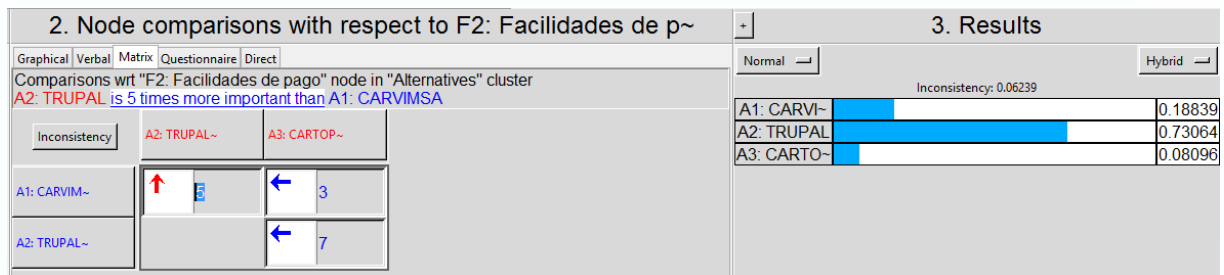 2. Node comparisons with respect to F2: Facilidades de p~
+ 3. Results
Graphical Verbal Matrix Questionnaire Direct
Normal Hybrid
Comparisons wrt "F2: Facilidades de pago" node in "Alternatives" cluster
A2: TRUPAL is 5 times more important than A1: CARVIMSA
Inconsistency: 0.06239
A1: CARVI~ 0.18839
A2: TRUPAL 0.73064
A3: CARTO~ 0.08096
Inconsistency A2: TRUPAL~ A3: CARTOP~
A1: CARVIM~ 5 3
A2: TRUPAL~ 7